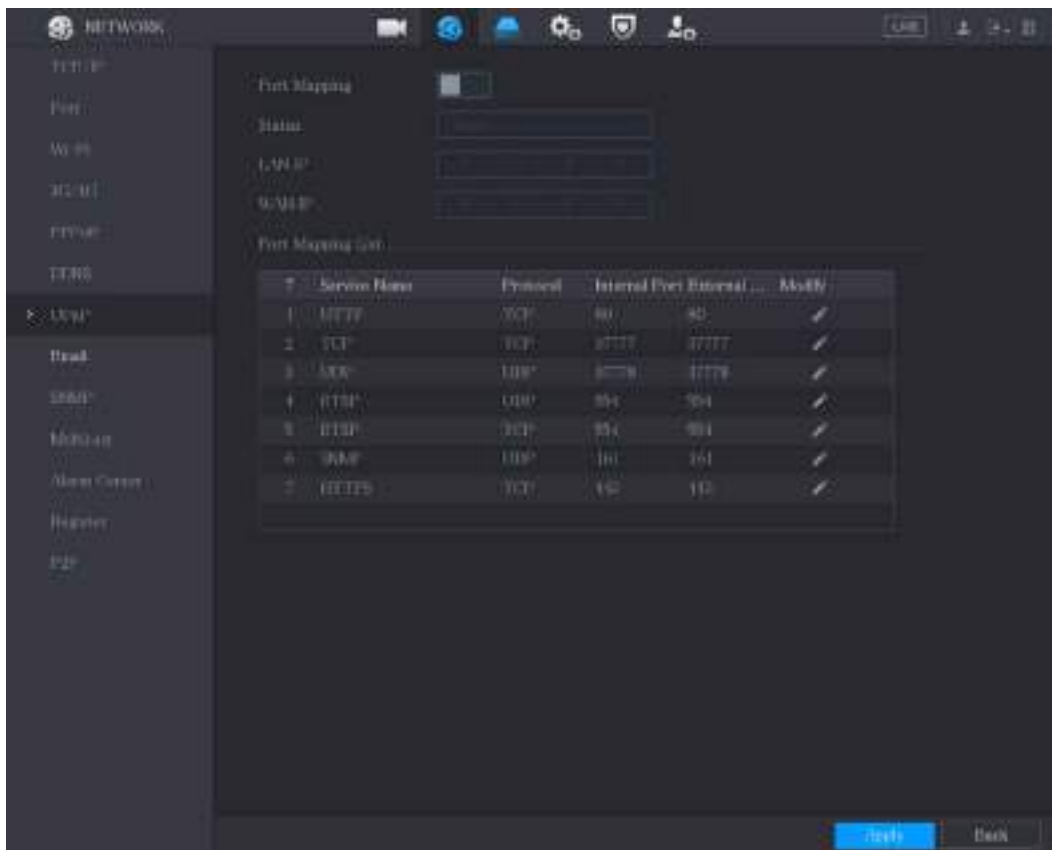 NETWORK
LIVE
TCP/IP
Port
Wi-Fi
3G/4G
PPPoE
DDNS
UPnP
Email
SNMP
Multicast
Alarm Center
Register
P2P
Port Mapping
Status
LAN IP
WAN IP
Port Mapping List
7 Service Name Protocol Internal Port External ... Modify
1 HTTP TCP 80 80
2 TCP TCP 37777 37777
3 UDP UDP 37778 37778
4 RTSP UDP 554 554
5 RTSP TCP 554 554
6 SNMP UDP 161 161
7 HTTPS TCP 443 443
Apply Back